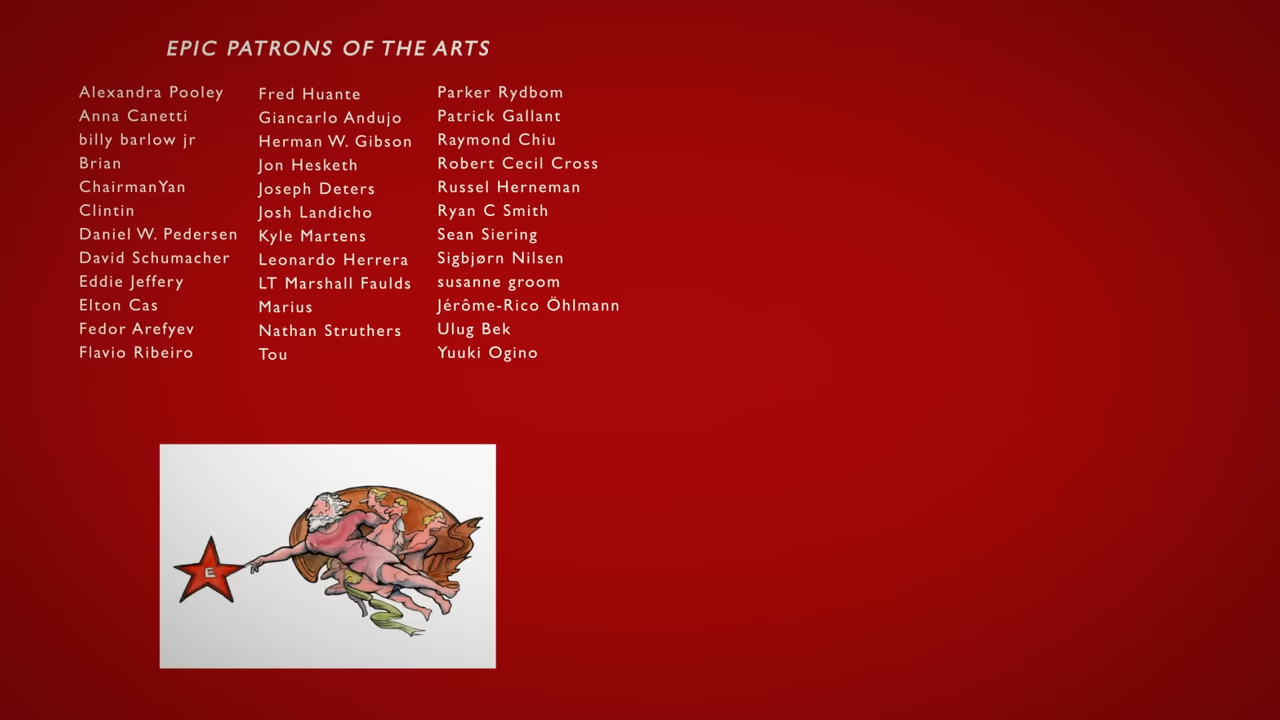 EPIC PATRONS OF THE ARTS
Alexandra Pooley
Anna Canetti
billy barlow jr
Brian
ChairmanYan
Clintin
Daniel W. Pedersen
David Schumacher
Eddie Jeffery
Elton Cas
Fedor Arefyev
Flavio Ribeiro
Fred Huante
Giancarlo Andujo
Herman W. Gibson
Jon Hesketh
Joseph Deters
Josh Landicho
Kyle Martens
Leonardo Herrera
LT Marshall Faulds
Marius
Nathan Struthers
Tou
Parker Rydbom
Patrick Gallant
Raymond Chiu
Robert Cecil Cross
Russel Herneman
Ryan C Smith
Sean Siering
Sigbjørn Nilsen
susanne groom
Jérôme-Rico Öhlmann
Ulug Bek
Yuuki Ogino
E